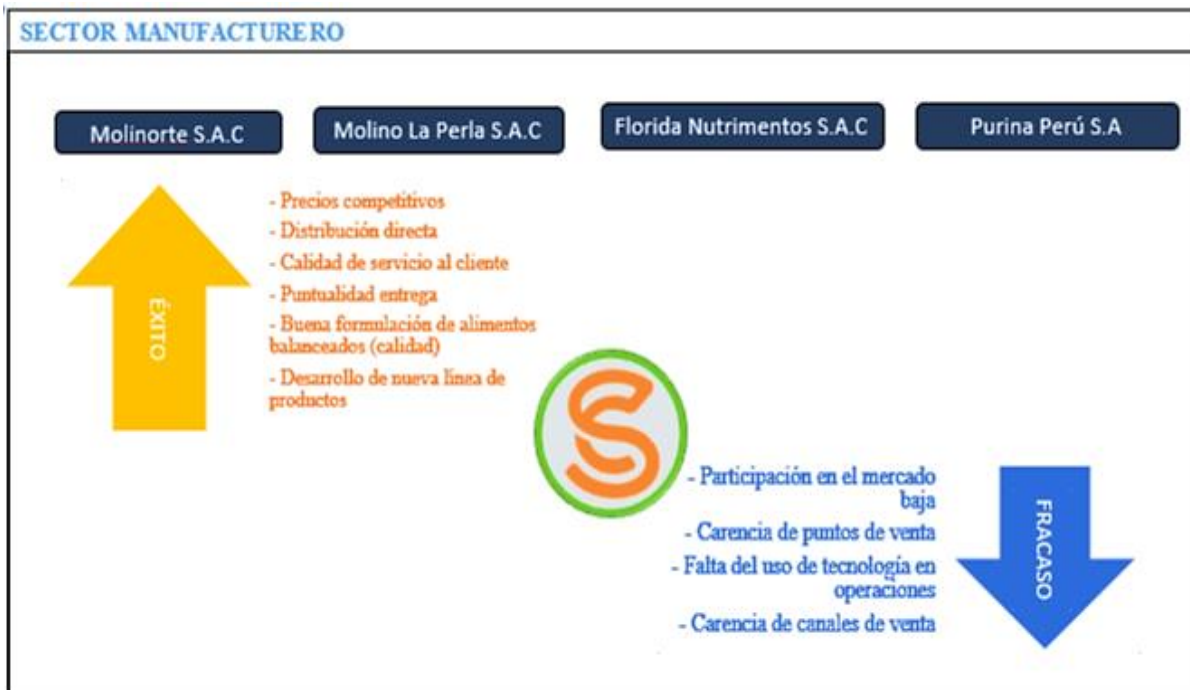 SECTOR MANUFACTURERO
Molinorte S.A.C
Molino La Perla S.A.C
Florida Nutrimentos S.A.C
Purina Perú S.A
ÉXITO
- Precios competitivos
- Distribución directa
- Calidad de servicio al cliente
- Puntualidad entrega
- Buena formulación de alimentos
balanceados (calidad)
- Desarrollo de nueva línea de
productos
S
- Participación en el mercado
baja
- Carencia de puntos de venta
- Falta del uso de tecnología en
operaciones
- Carencia de canales de venta
FRACASO